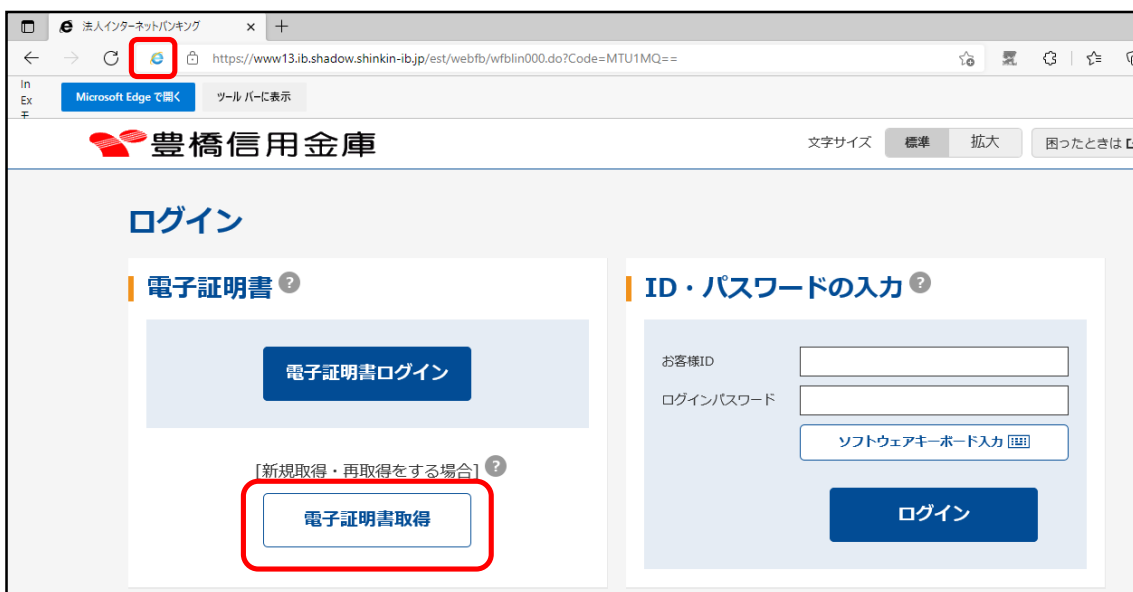 法人インターネットバンキング
https://www13.ib.shadow.shinkin-ib.jp/est/webfb/wfblin000.do?Code=MTU1MQ==
In
Ex
モ
Microsoft Edge で開く
ツール バーに表示
豊橋信用金庫
文字サイズ 標準 拡大 困ったときは
ログイン
電子証明書 ?
電子証明書ログイン
[新規取得・再取得をする場合] ?
電子証明書取得
ID・パスワードの入力 ?
お客様ID
ログインパスワード
ソフトウェアキーボード入力
ログイン